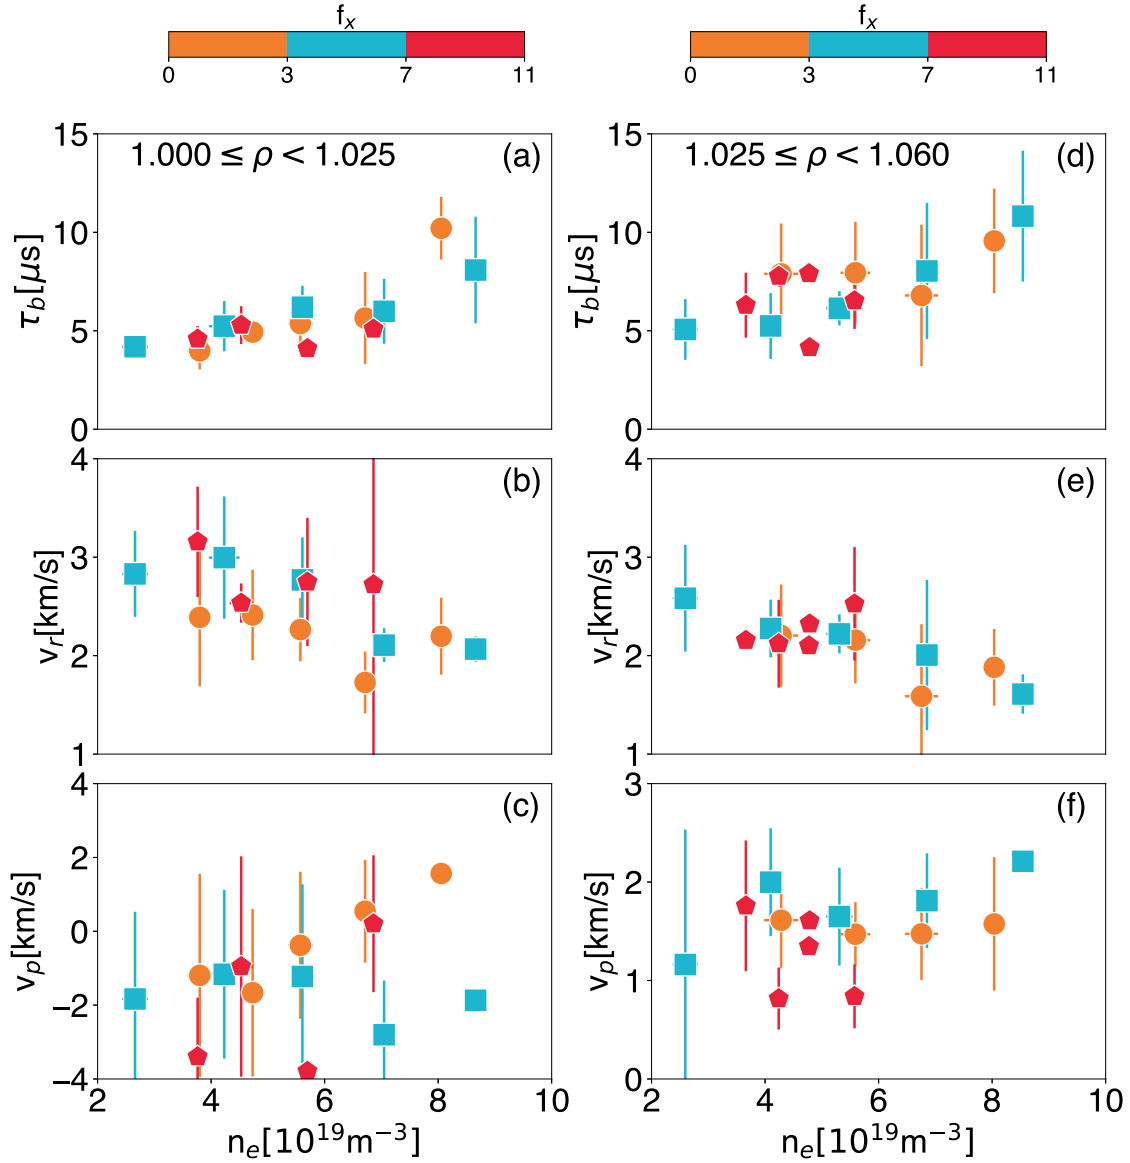 f_x
0 3 7 11
f_x
0 3 7 11
15
10
5
0
τ_b[μs]
1.000 ≤ ρ < 1.025
(a)
15
10
5
0
τ_b[μs]
1.025 ≤ ρ < 1.060
(d)
4
3
2
1
v_r[km/s]
(b)
4
3
2
1
v_r[km/s]
(e)
4
2
0
−2
−4
v_p[km/s]
(c)
2 4 6 8 10
n_e[10^19m^−3]
3
2
1
0
v_p[km/s]
(f)
2 4 6 8 10
n_e[10^19m^−3]